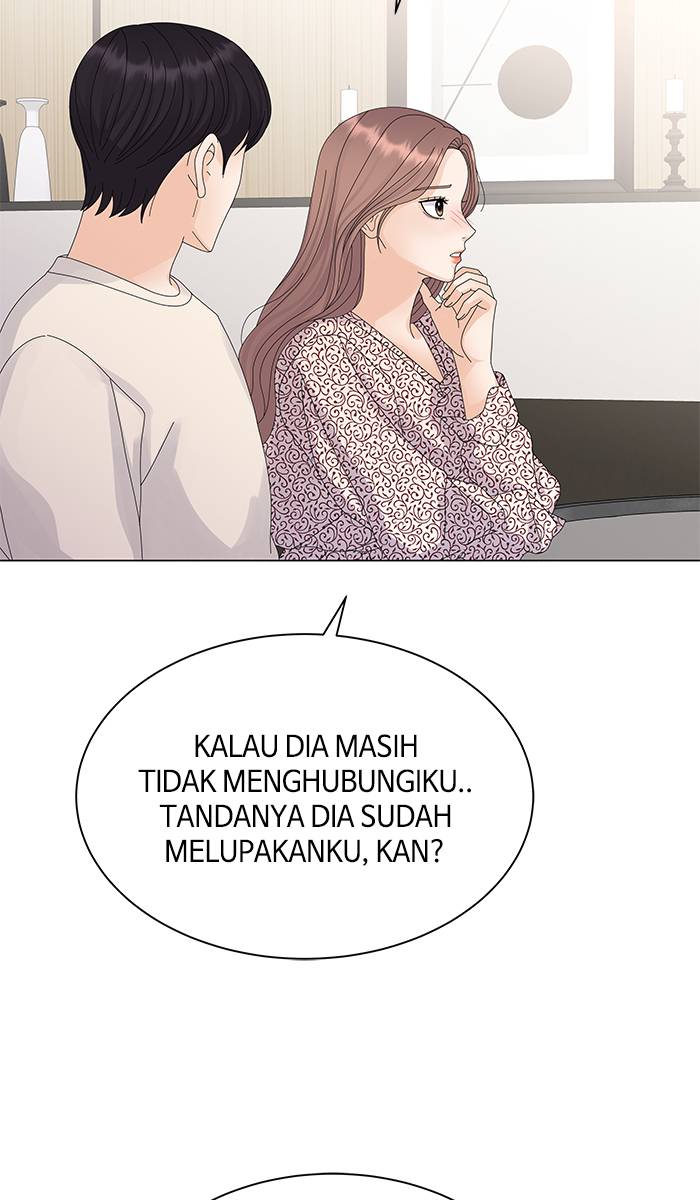 KALAU DIA MASIH
TIDAK MENGHUBUNGIKU..
TANDANYA DIA SUDAH
MELUPAKANKU, KAN?